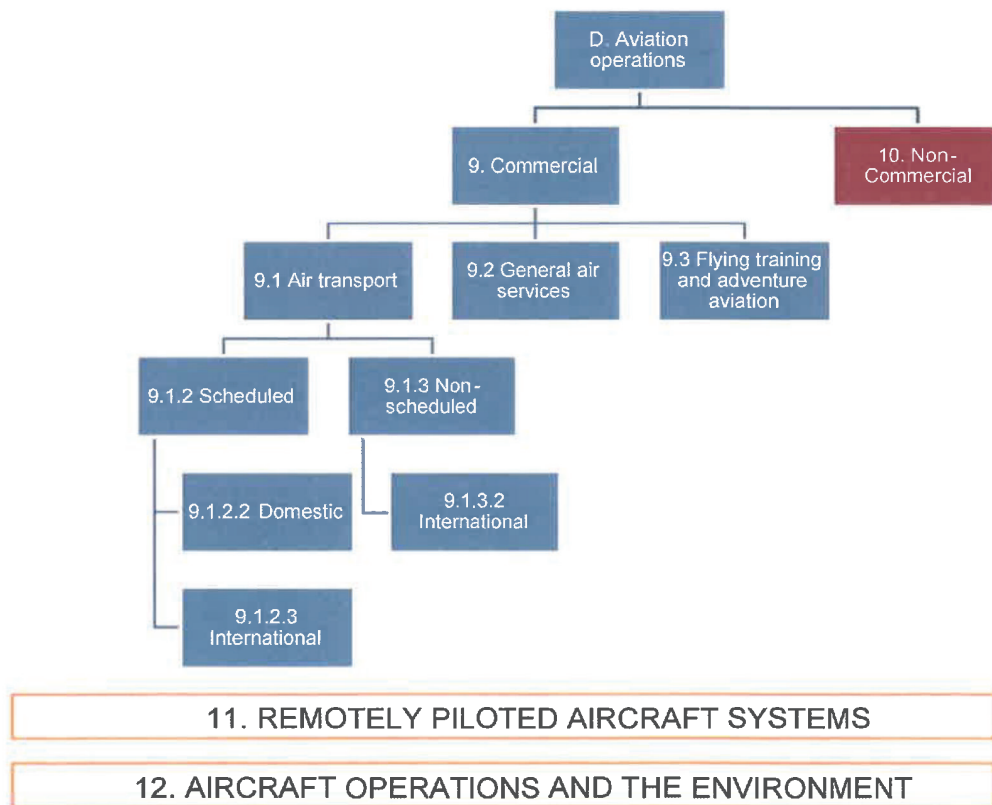 D. Aviation
operations
9. Commercial
10. Non-
Commercial
9.1 Air transport
9.2 General air
services
9.3 Flying training
and adventure
aviation
9.1.2 Scheduled
9.1.3 Non-
scheduled
9.1.2.2 Domestic
9.1.3.2
International
9.1.2.3
International
11. REMOTELY PILOTED AIRCRAFT SYSTEMS
12. AIRCRAFT OPERATIONS AND THE ENVIRONMENT